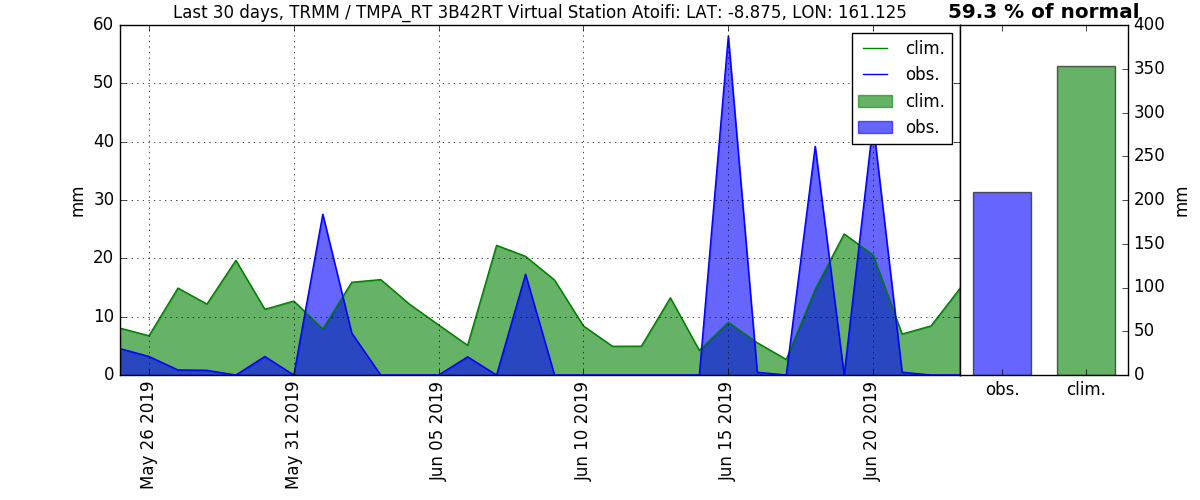 Last 30 days, TRMM / TMPA_RT 3B42RT Virtual Station Atoifi: LAT: -8.875, LON: 161.125
59.3 % of normal
60
50
40
30
20
10
0
mm
clim.
obs.
clim.
obs.
May 26 2019
May 31 2019
Jun 05 2019
Jun 10 2019
Jun 15 2019
Jun 20 2019
400
350
300
250
200
150
100
50
0
mm
obs.
clim.